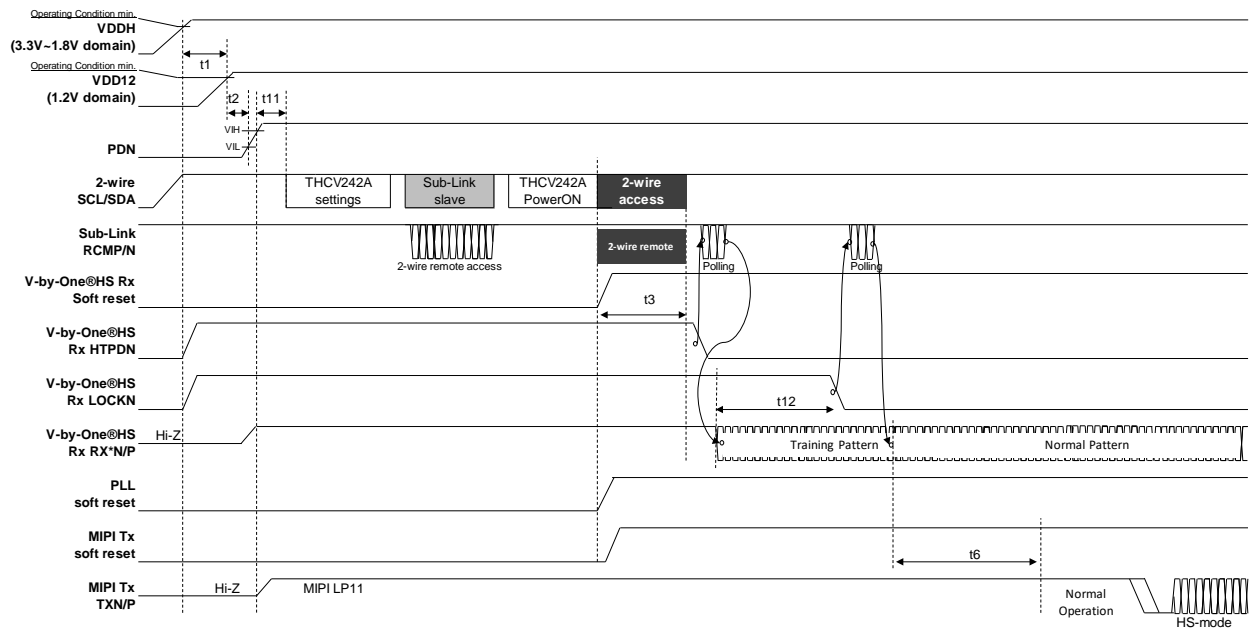 Operating Condition min.
VDDH
(3.3V~1.8V domain)
t1
Operating Condition min.
VDD12
(1.2V domain)
t2
t11
VIH
VIL
PDN
2-wire
SCL/SDA
THCV242A
settings
Sub-Link
slave
THCV242A
PowerON
2-wire
access
Sub-Link
RCMP/N
2-wire remote access
2-wire remote
Polling
Polling
V-by-One®HS Rx
Soft reset
t3
V-by-One®HS
Rx HTPDN
V-by-One®HS
Rx LOCKN
t12
V-by-One®HS
Rx RX*N/P
Hi-Z
Training Pattern
Normal Pattern
PLL
soft reset
MIPI Tx
soft reset
t6
MIPI Tx
TXN/P
Hi-Z
MIPI LP11
Normal
Operation
HS-mode